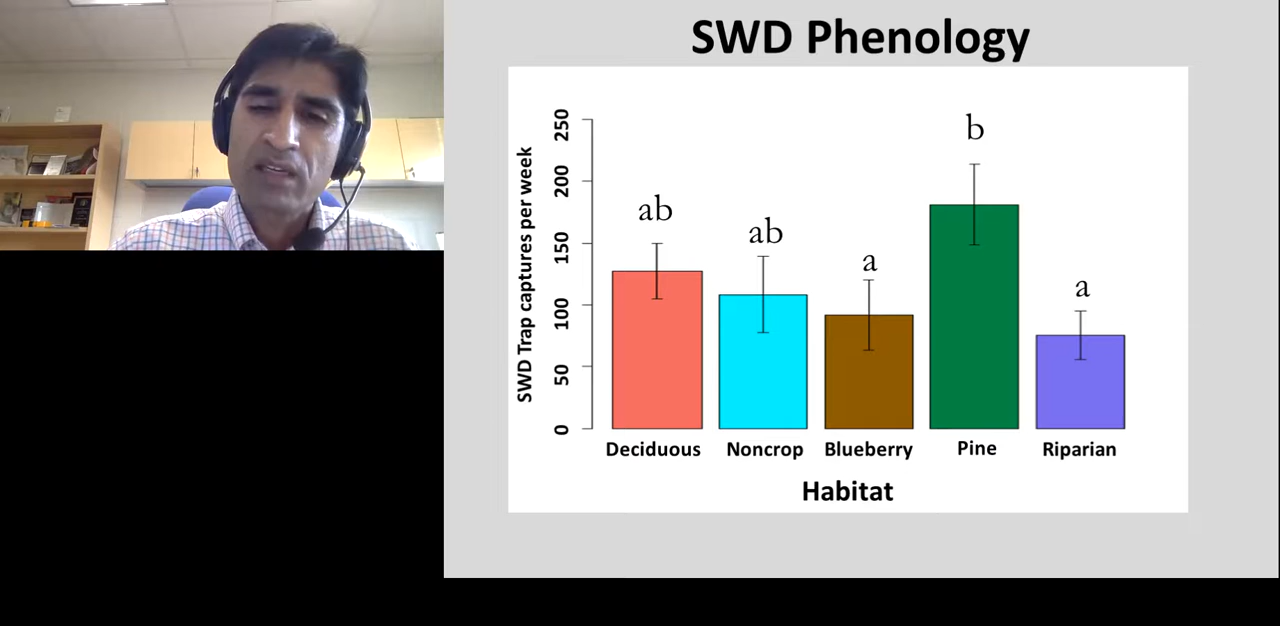 SWD Phenology
SWD Trap captures per week
250
200
150
100
50
0
ab
ab
a
b
a
Deciduous
Noncrop
Blueberry
Pine
Riparian
Habitat